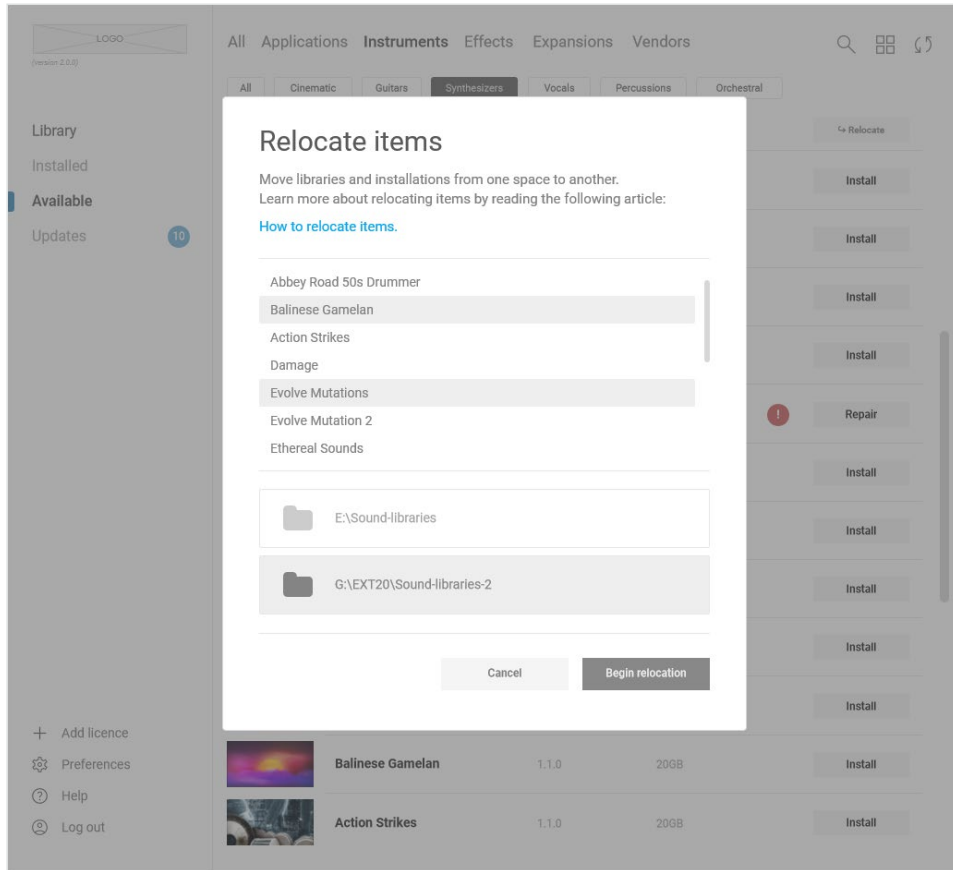 LOGO
(version 2.0.0)
All Applications Instruments Effects Expansions Vendors
All Cinematic Guitars Synthesizers Vocals Percussions Orchestral
Library
Installed
Available
Updates 10
Relocate items
Move libraries and installations from one space to another.
Learn more about relocating items by reading the following article:
How to relocate items.
Abbey Road 50s Drummer
Balinese Gamelan
Action Strikes
Damage
Evolve Mutations
Evolve Mutation 2
Ethereal Sounds
E:\Sound-libraries
G:\EXT20\Sound-libraries-2
Cancel Begin relocation
Relocate
Install
Install
Install
Install
! Repair
Install
Install
Install
Install
Install
Balinese Gamelan 1.1.0 20GB Install
Action Strikes 1.1.0 20GB Install
Add licence
Preferences
? Help
Log out